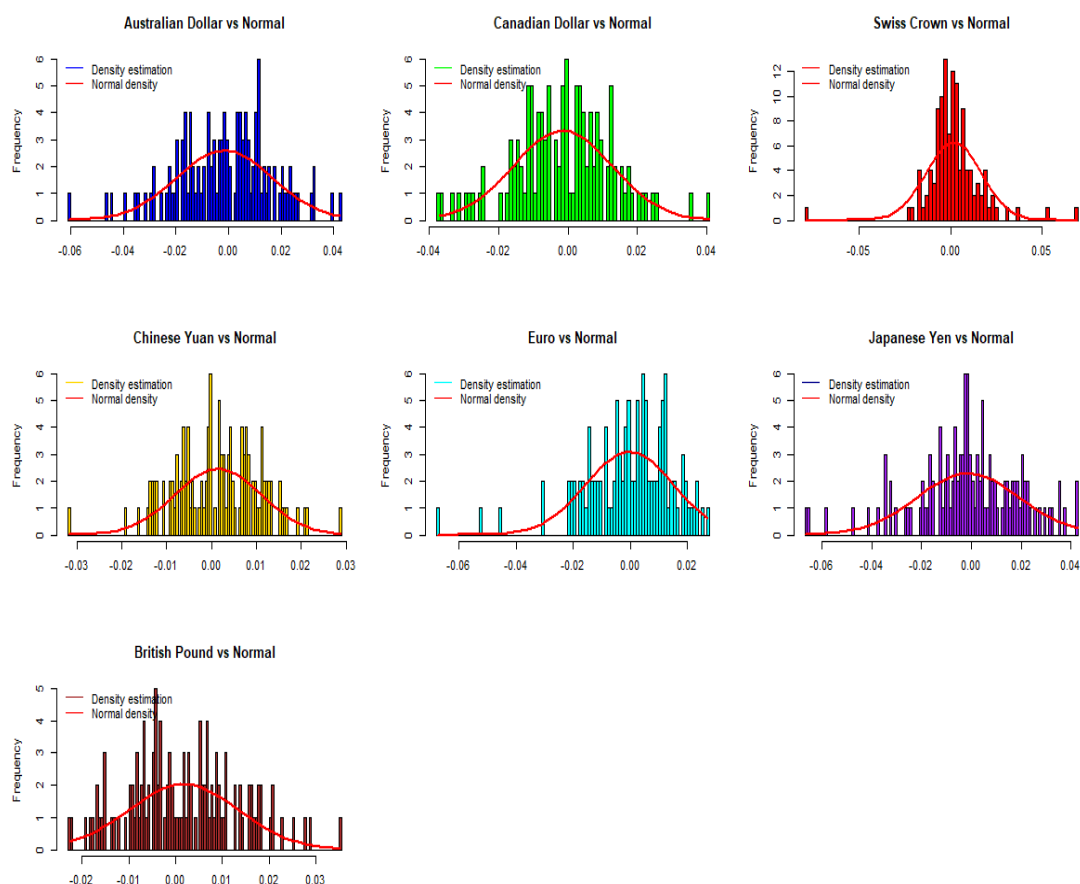 Australian Dollar vs Normal
Density estimation
Normal density
Frequency
0 1 2 3 4 5 6
-0.06 -0.04 -0.02 0.00 0.02 0.04
Canadian Dollar vs Normal
Density estimation
Normal density
Frequency
0 1 2 3 4 5 6
-0.04 -0.02 0.00 0.02 0.04
Swiss Crown vs Normal
Density estimation
Normal density
Frequency
0 2 4 6 8 10 12
-0.05 0.00 0.05
Chinese Yuan vs Normal
Density estimation
Normal density
Frequency
0 1 2 3 4 5 6
-0.03 -0.02 -0.01 0.00 0.01 0.02 0.03
Euro vs Normal
Density estimation
Normal density
Frequency
0 1 2 3 4 5 6
-0.06 -0.04 -0.02 0.00 0.02
Japanese Yen vs Normal
Density estimation
Normal density
Frequency
0 1 2 3 4 5 6
-0.06 -0.04 -0.02 0.00 0.02 0.04
British Pound vs Normal
Density estimation
Normal density
Frequency
0 1 2 3 4 5
-0.02 -0.01 0.00 0.01 0.02 0.03